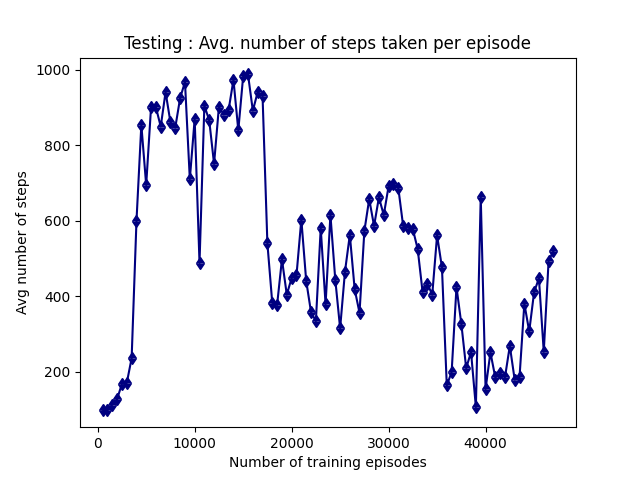 Testing : Avg. number of steps taken per episode
1000
800
600
400
200
Avg number of steps
0 10000 20000 30000 40000
Number of training episodes